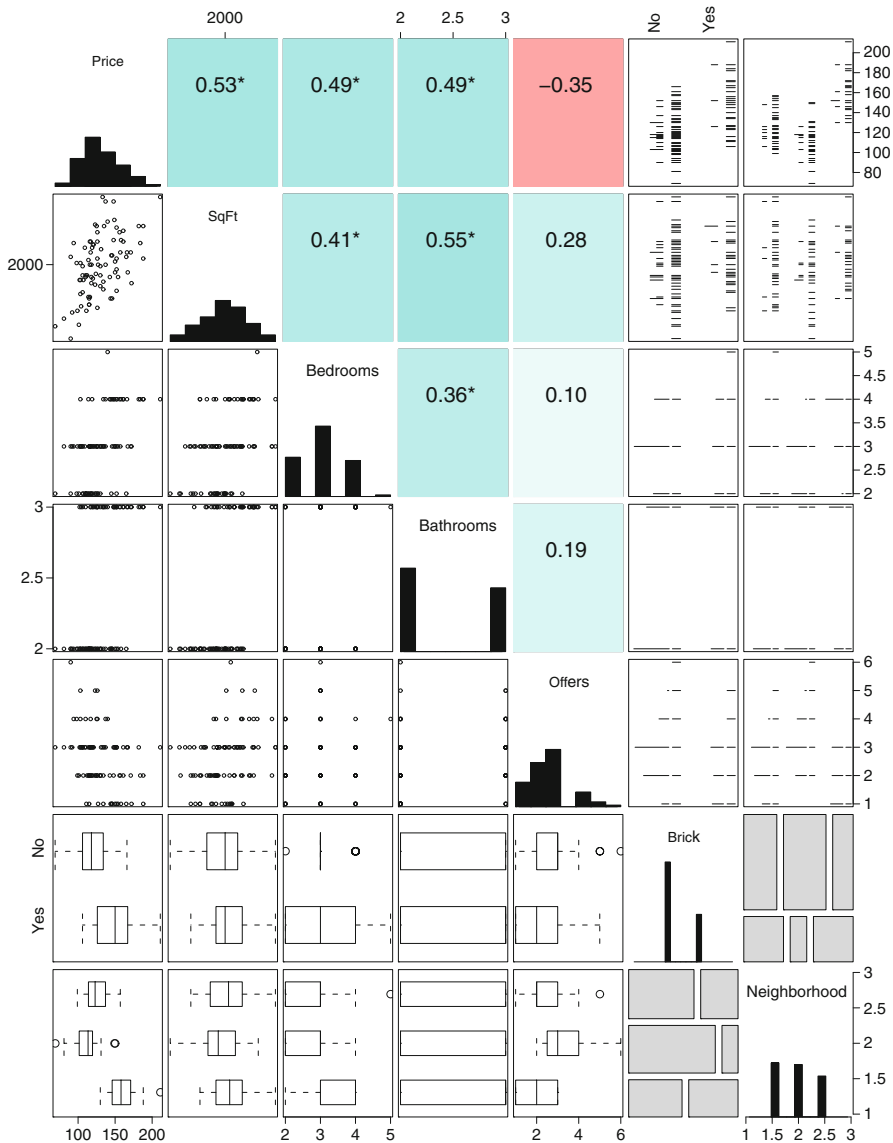 2000 2 2.5 3 No Yes
Price 0.53* 0.49* 0.49* −0.35 200
180
160
140
120
100
80
SqFt 0.41* 0.55* 0.28
2000
Bedrooms 0.36* 0.10 5
4.5
4
3.5
3
2.5
2
3 Bathrooms 0.19
2.5
2
Offers 6
5
4
3
2
1
No Brick
Yes
Neighborhood 3
2.5
2
1.5
1
100 150 200 2 3 4 5 2 4 6 1 1.5 2 2.5 3